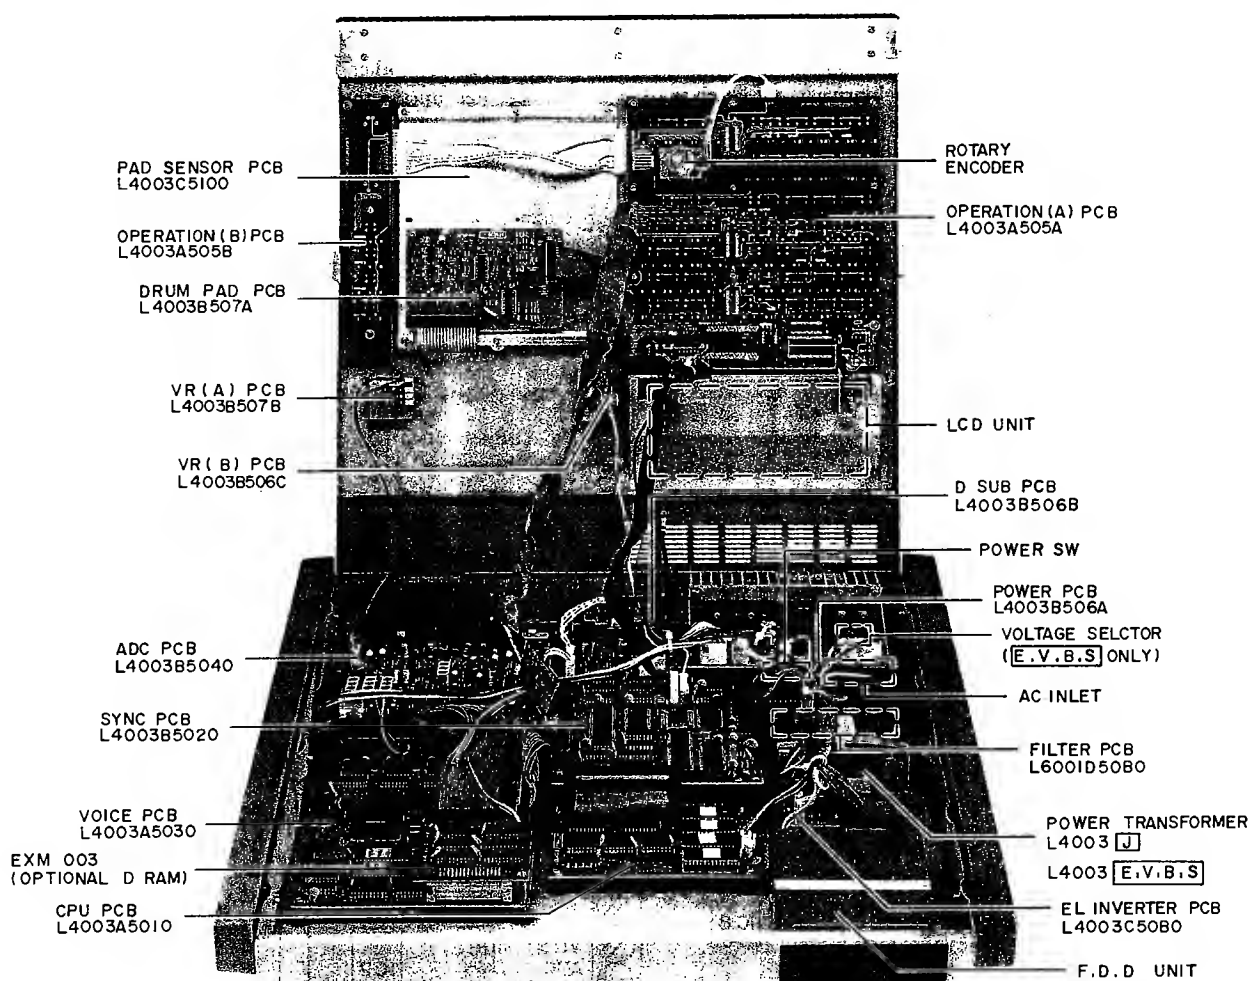 PAD SENSOR PCB
L4003C5100
OPERATION(B)PCB
L4003A505B
DRUM PAD PCB
L4003B507A
VR(A) PCB
L4003B507B
VR(B) PCB
L4003B506C
ADC PCB
L4003B5040
SYNC PCB
L4003B5020
VOICE PCB
L4003A5030
EXM 003
(OPTIONAL D RAM)
CPU PCB
L4003A5010
ROTARY
ENCODER
OPERATION(A) PCB
L4003A505A
LCD UNIT
D SUB PCB
L4003B506B
POWER SW
POWER PCB
L4003B506A
VOLTAGE SELCTOR
(E.V.B.S ONLY)
AC INLET
FILTER PCB
L6001D50B0
POWER TRANSFORMER
L4003 J
L4003 E.V.B.S
EL INVERTER PCB
L4003C50B0
F.D.D UNIT